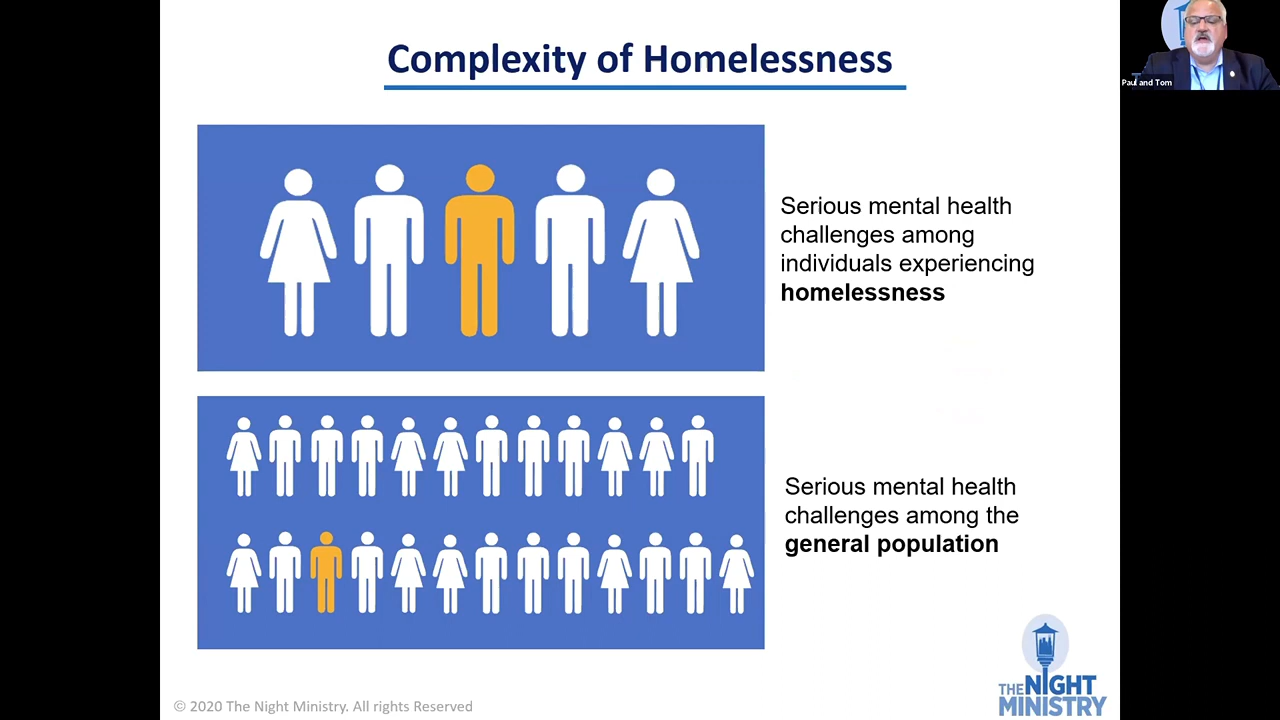 Complexity of Homelessness
Paul and Tom
Serious mental health
challenges among
individuals experiencing
homelessness
Serious mental health
challenges among the
general population
© 2020 The Night Ministry. All rights Reserved
THE NIGHT
MINISTRY